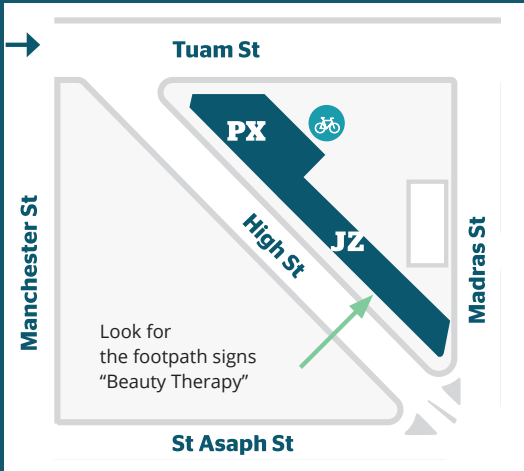 Tuam St
PX
Manchester St
High St
JZ
Madras St
Look for
the footpath signs
“Beauty Therapy”
St Asaph St